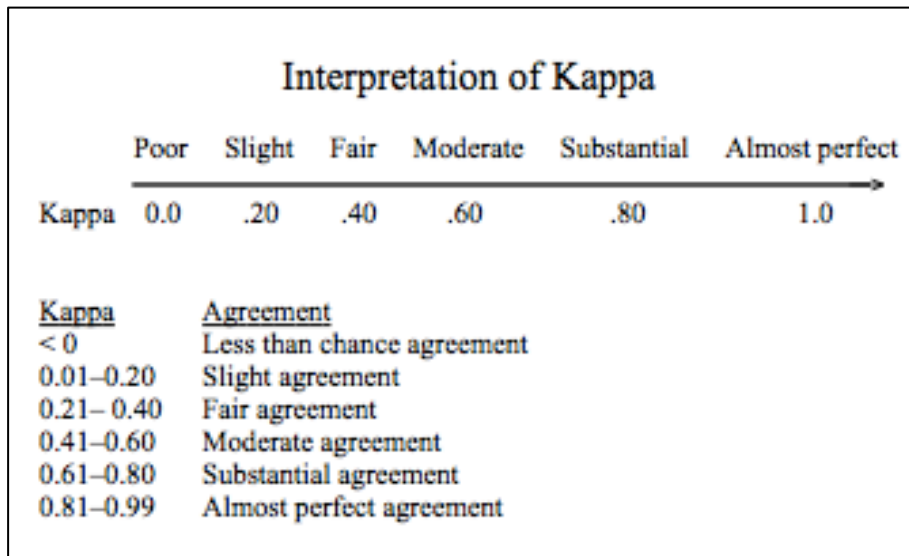 Interpretation of Kappa
Poor Slight Fair Moderate Substantial Almost perfect
Kappa 0.0 .20 .40 .60 .80 1.0
Kappa Agreement
< 0 Less than chance agreement
0.01–0.20 Slight agreement
0.21– 0.40 Fair agreement
0.41–0.60 Moderate agreement
0.61–0.80 Substantial agreement
0.81–0.99 Almost perfect agreement